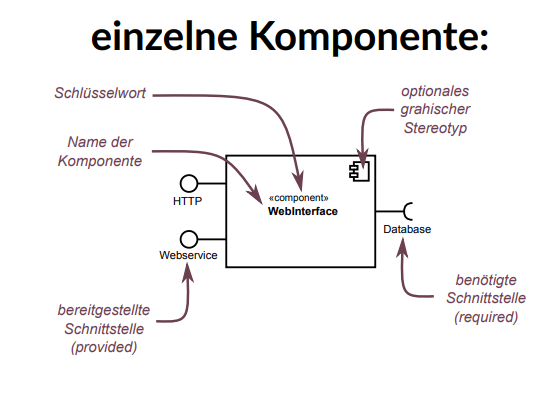 einzelne Komponente:
Schlüsselwort
optionales
grahischer
Stereotyp
Name der
Komponente
«component»
WebInterface
HTTP
Webservice
Database
bereitgestellte
Schnittstelle
(provided)
benötigte
Schnittstelle
(required)